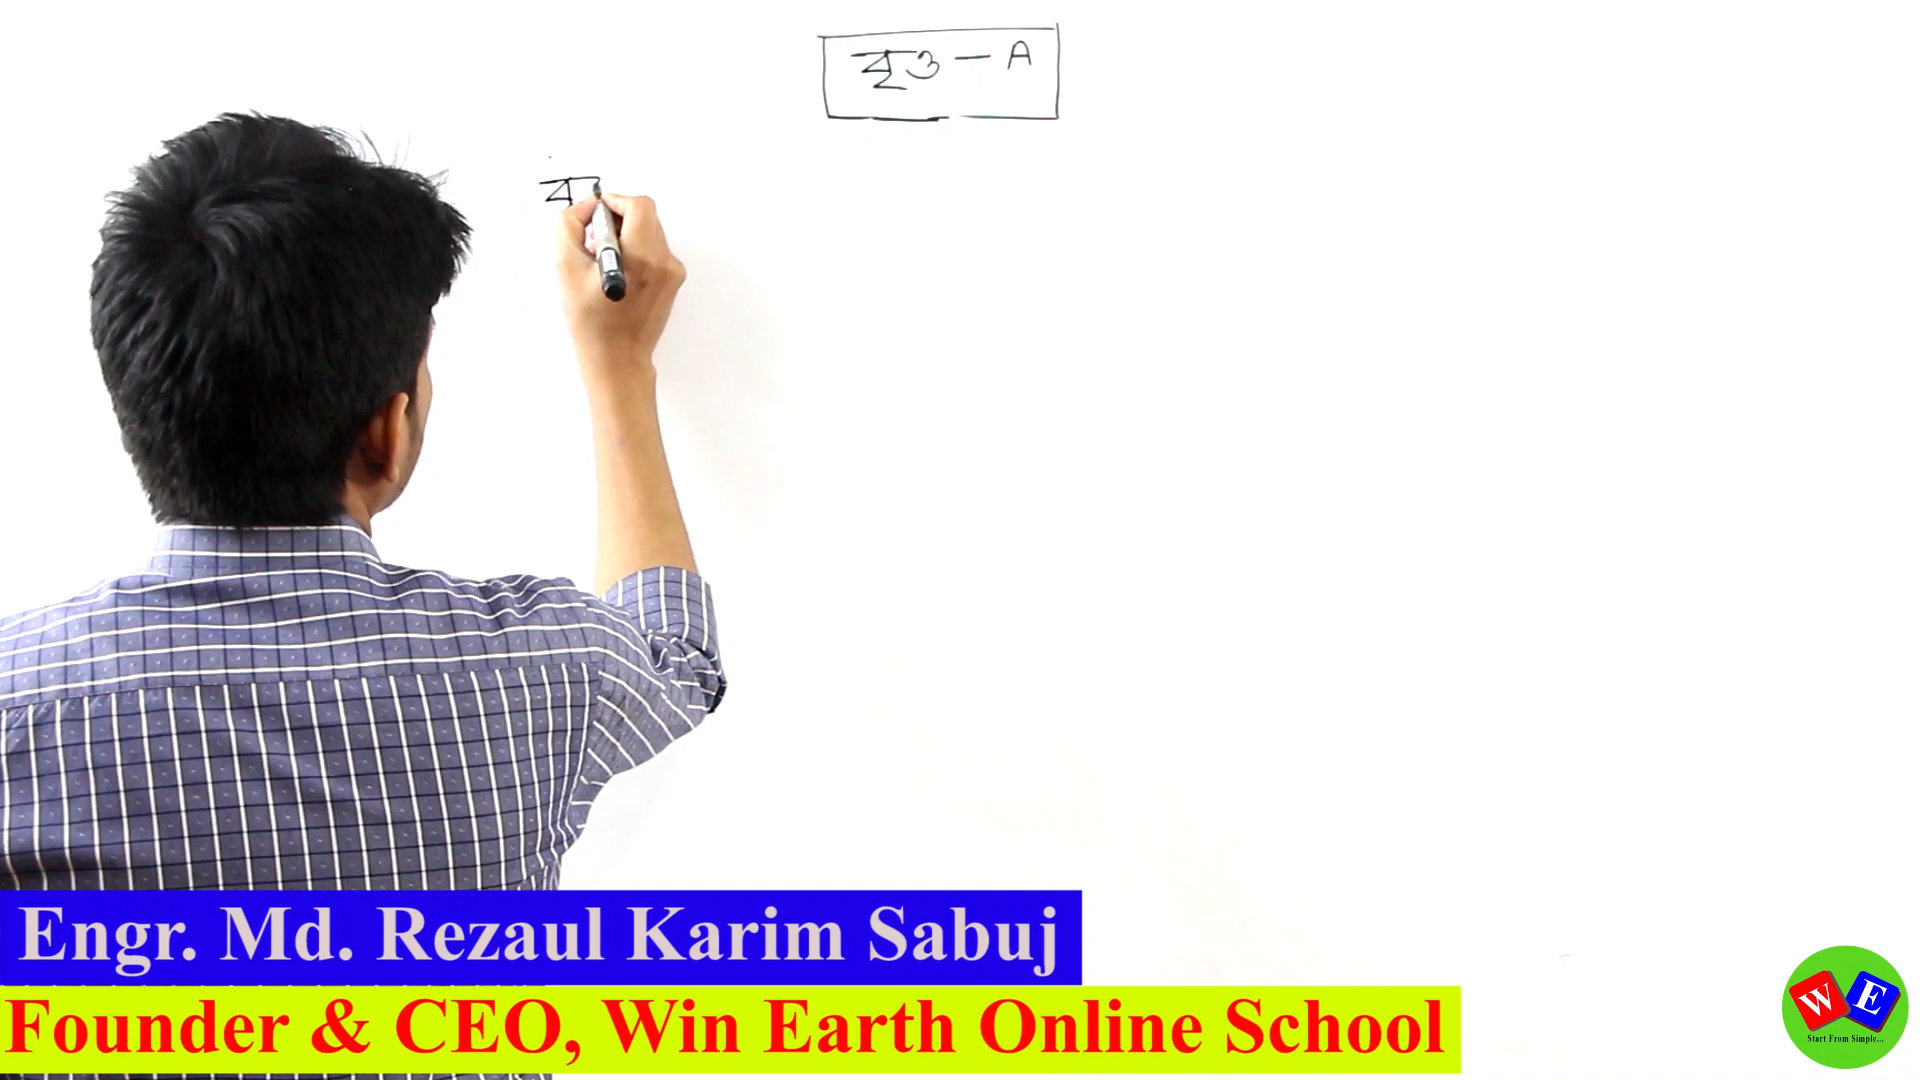 বৃত্ত – A
ব
Engr. Md. Rezaul Karim Sabuj
Founder & CEO, Win Earth Online School
W E
Start From Simple...